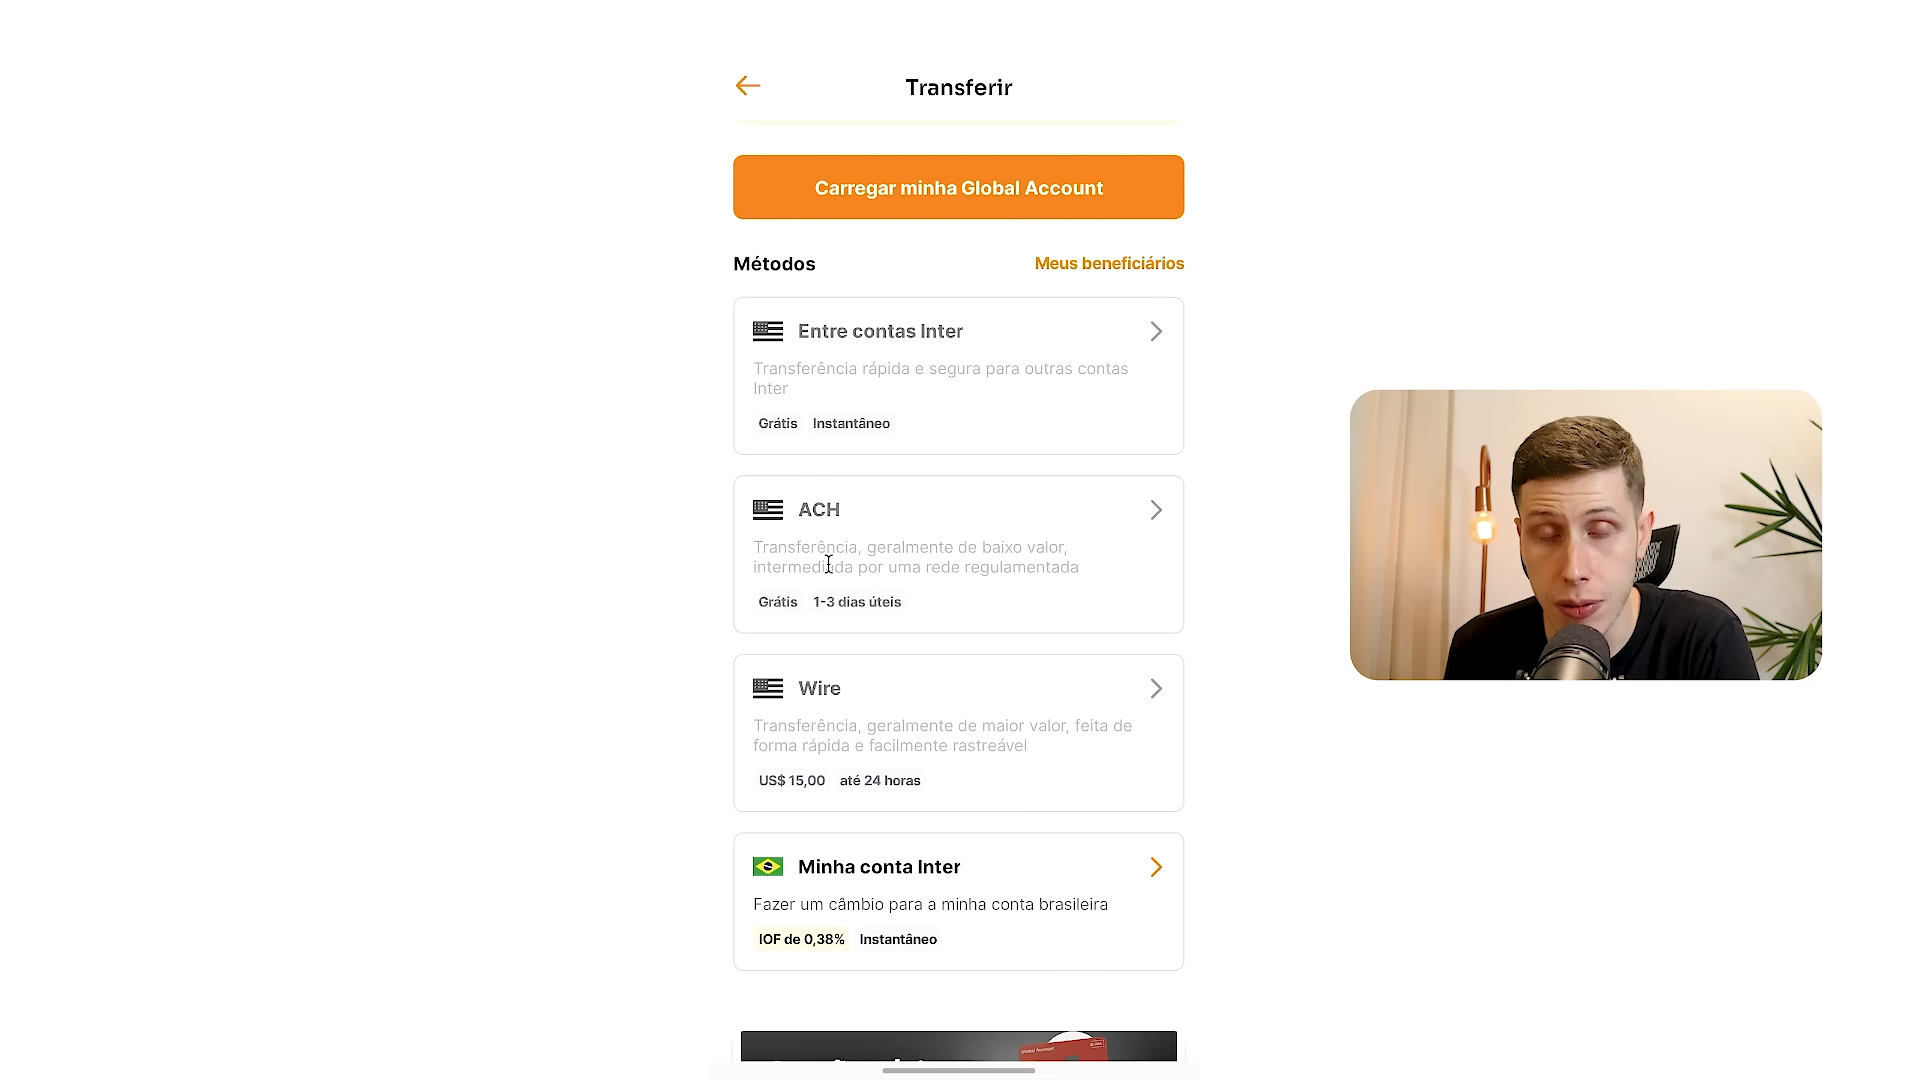 Transferir
Carregar minha Global Account
Métodos
Meus beneficiários
Entre contas Inter
Transferência rápida e segura para outras contas
Inter
Grátis Instantâneo
ACH
Transferência, geralmente de baixo valor,
intermediada por uma rede regulamentada
Grátis 1-3 dias úteis
Wire
Transferência, geralmente de maior valor, feita de
forma rápida e facilmente rastreável
US$ 15,00 até 24 horas
Minha conta Inter
Fazer um câmbio para a minha conta brasileira
IOF de 0,38% Instantâneo
Global Account